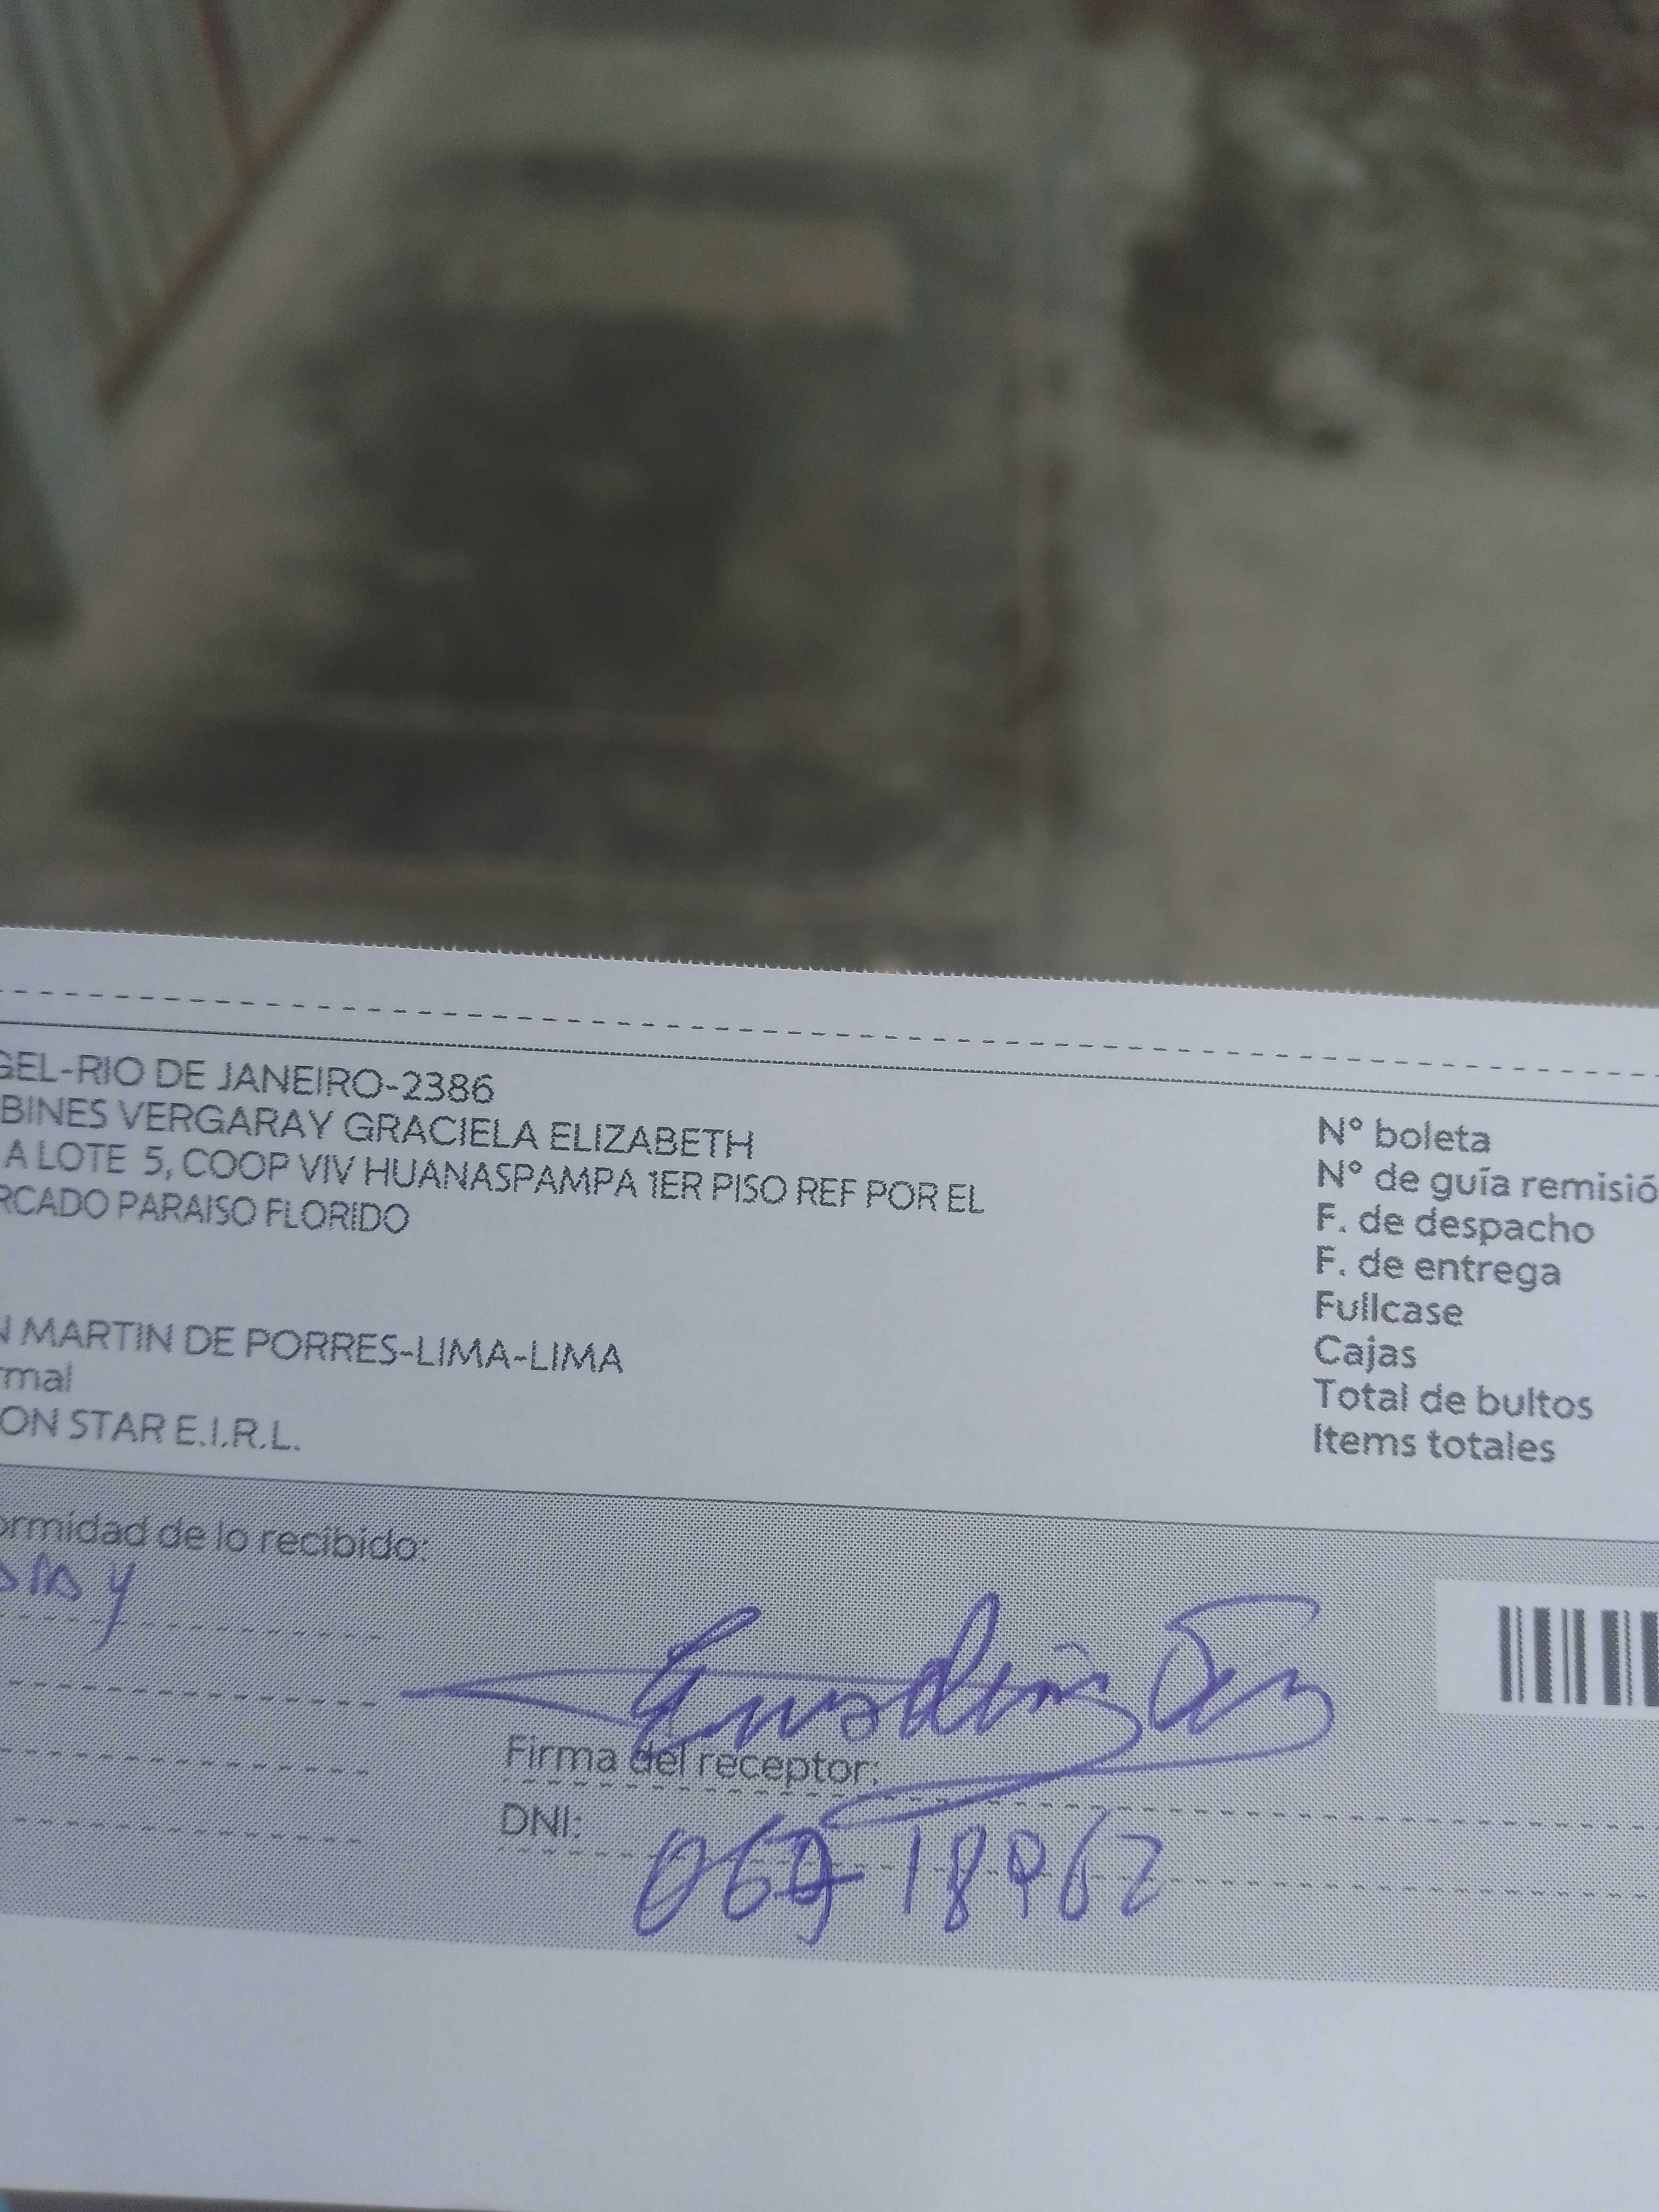 GEL-RIO DE JANEIRO-2386
BINES VERGARAY GRACIELA ELIZABETH
A LOTE 5, COOP VIV HUANASPAMPA 1ER PISO REF POR EL
RCADO PARAISO FLORIDO
N MARTIN DE PORRES-LIMA-LIMA
rmal
ON STAR E.I.R.L.
Nº boleta
Nº de guía remisió
F. de despacho
F. de entrega
Fullcase
Cajas
Total de bultos
Items totales
ormidad de lo recibido:
Firma del receptor:
DNI: